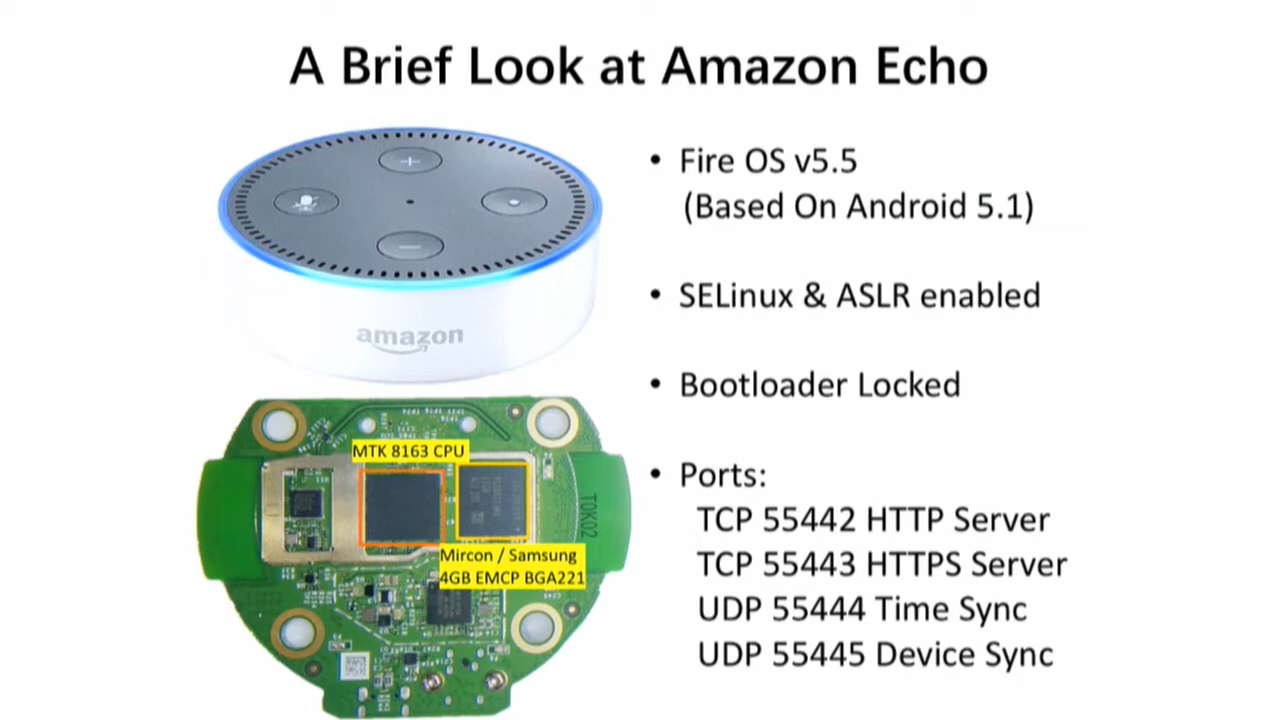 A Brief Look at Amazon Echo
amazon
MTK 8163 CPU
Mircon / Samsung
4GB EMCP BGA221
TOKO2
• Fire OS v5.5
(Based On Android 5.1)
• SELinux & ASLR enabled
• Bootloader Locked
• Ports:
TCP 55442 HTTP Server
TCP 55443 HTTPS Server
UDP 55444 Time Sync
UDP 55445 Device Sync